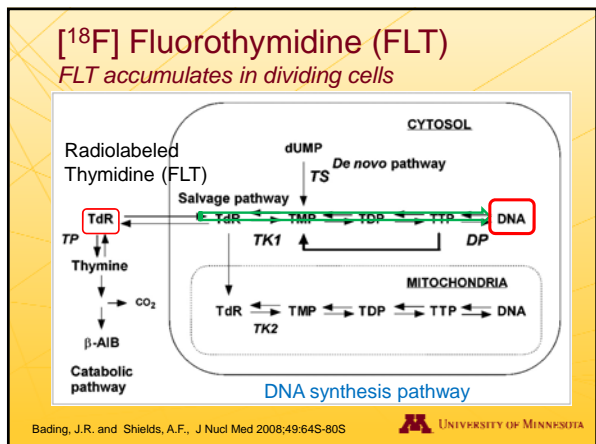 [¹⁸F] Fluorothymidine (FLT)
FLT accumulates in dividing cells
CYTOSOL
Radiolabeled
Thymidine (FLT)
dUMP
De novo pathway
TS
Salvage pathway
TdR
TdR TMP TDP TTP DNA
TP
TK1
DP
Thymine
MITOCHONDRIA
CO₂
TdR TMP TDP TTP DNA
TK2
β-AIB
Catabolic
pathway
DNA synthesis pathway
Bading, J.R. and Shields, A.F., J Nucl Med 2008;49:64S-80S
UNIVERSITY OF MINNESOTA